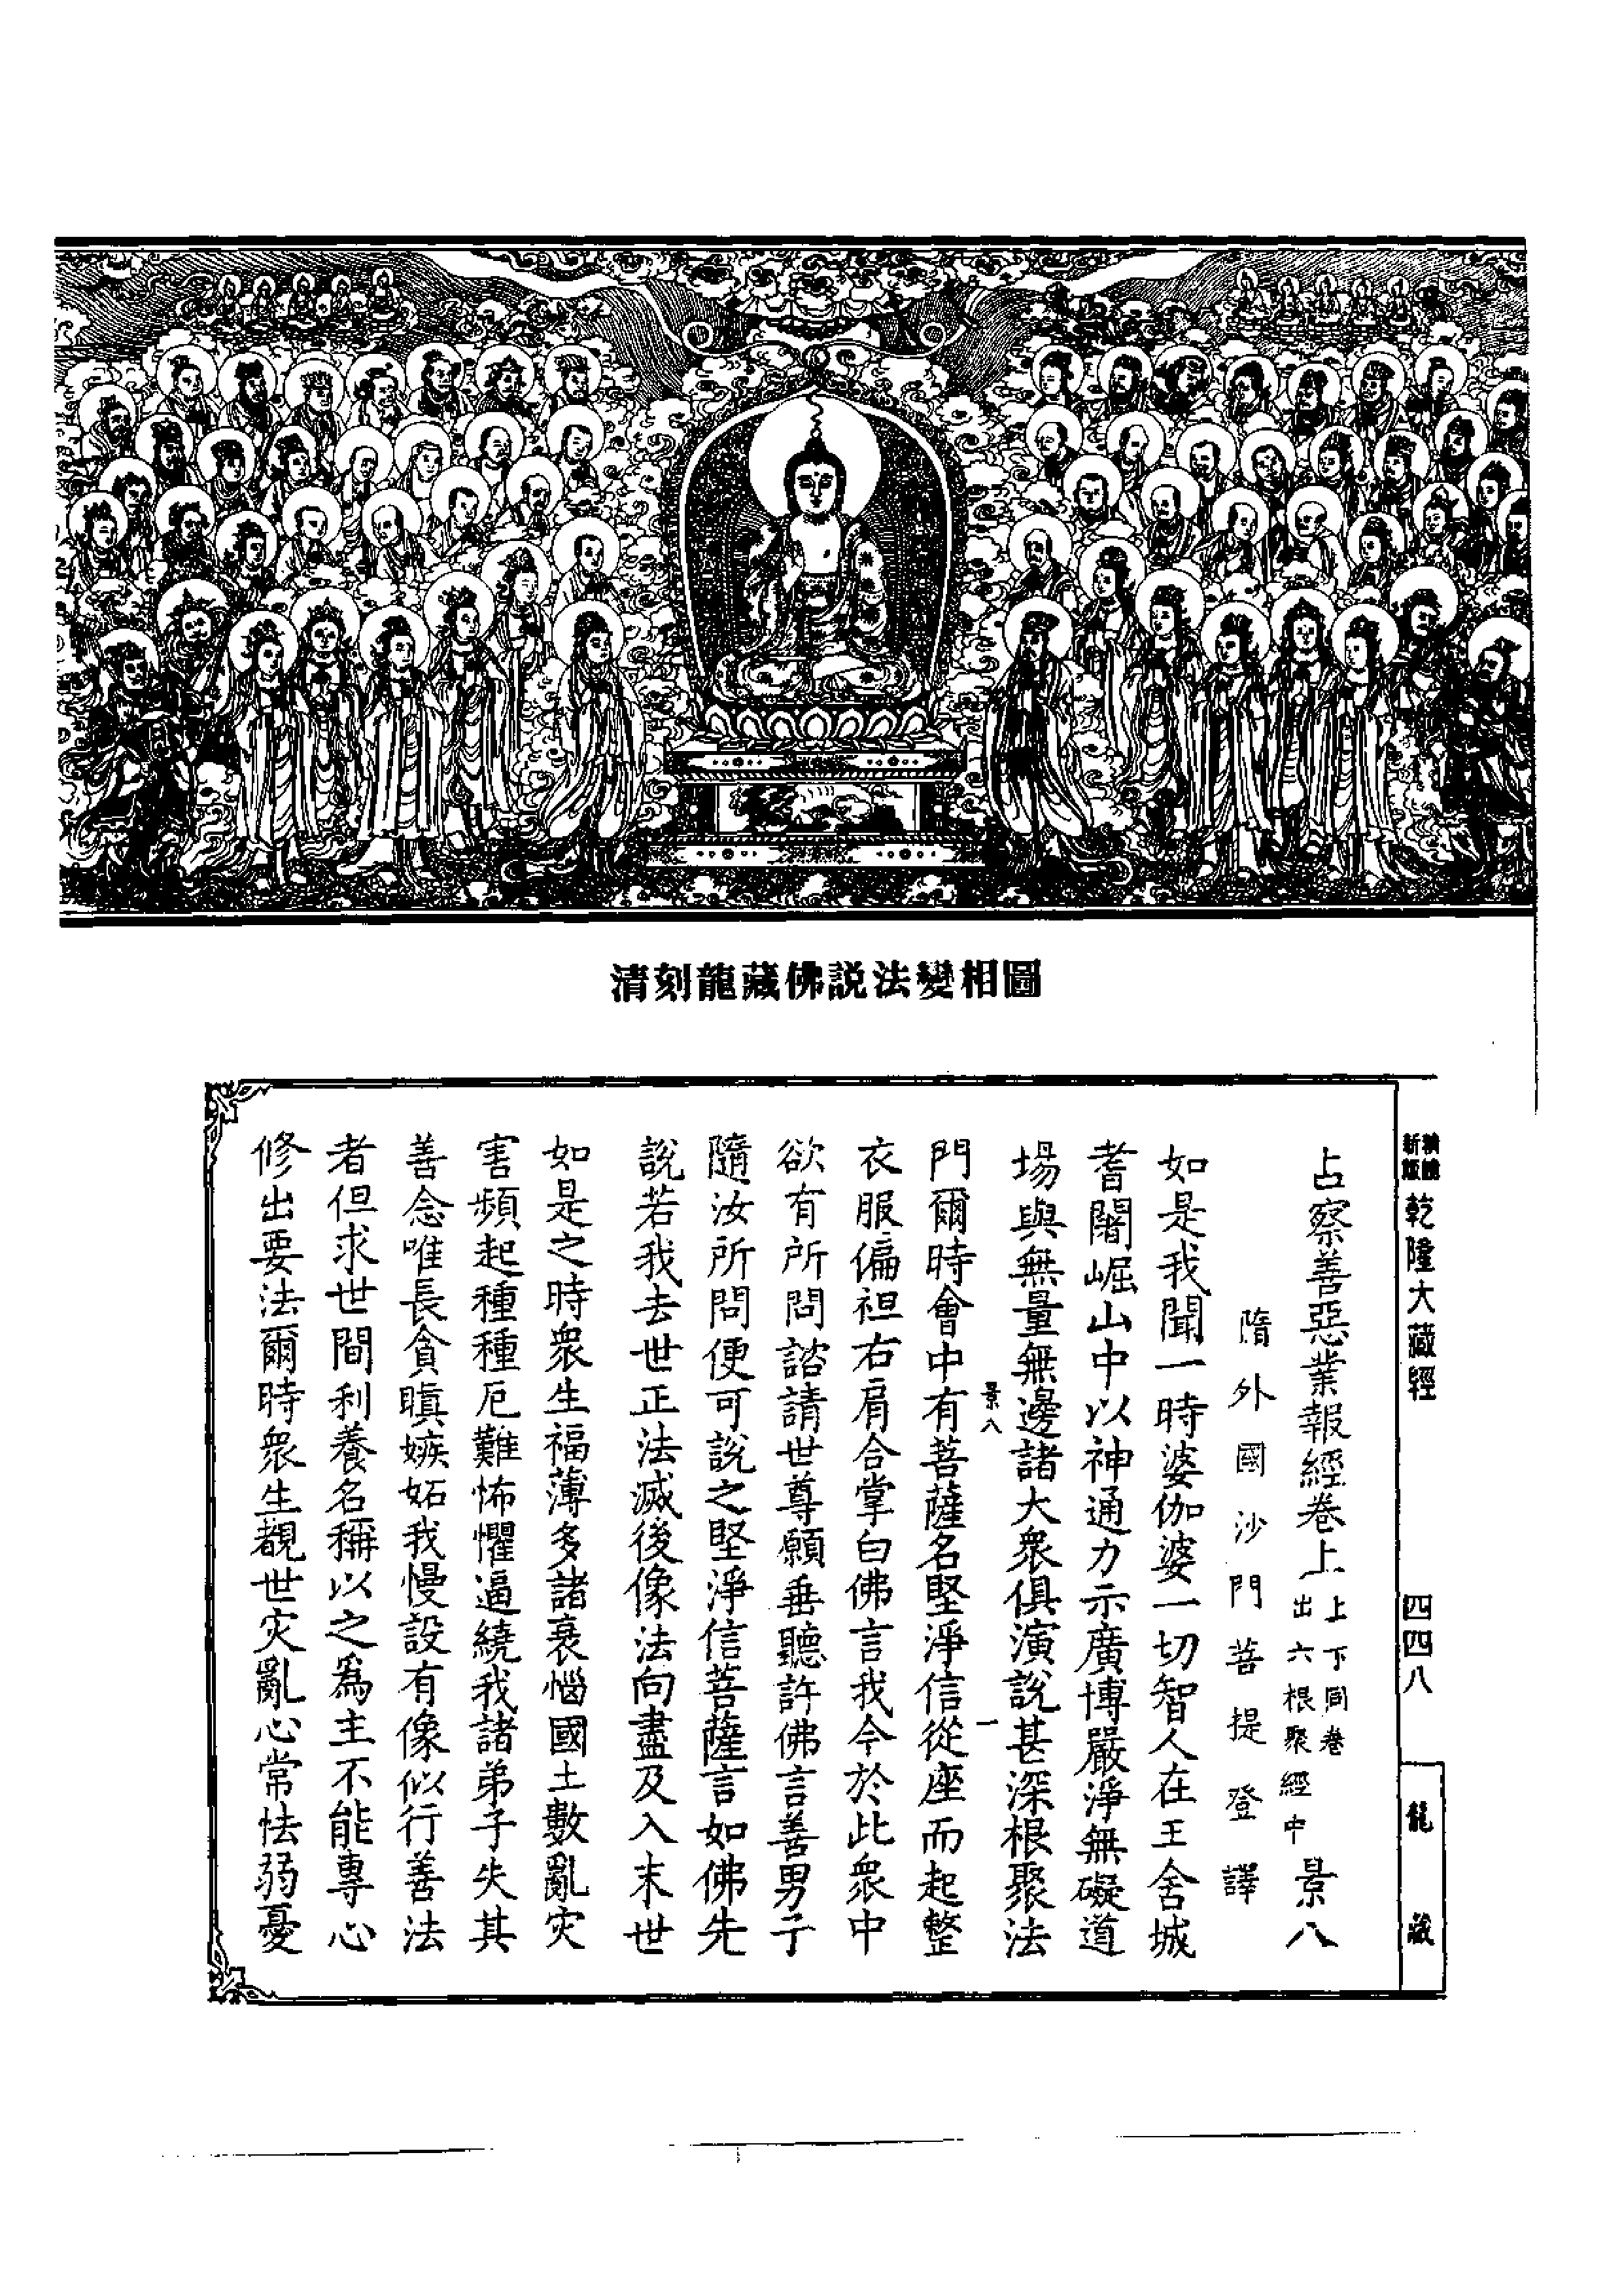 清刻龍藏佛説法變相圖
新版
乾隆大藏經
四四八
龍藏
占察善惡業報經卷上
上下同卷
出六根聚經中
景八
隋外國沙門菩提登譯
如是我聞一時婆伽婆一切智人在王舍城
耆闍崛山中以神通力示廣博嚴淨無礙道
場與無量無邊諸大衆俱演説甚深根聚法
景八
一
門爾時會中有菩薩名堅淨信從座而起整
衣服偏袒右肩合掌白佛言我今於此衆中
欲有所問諮請世尊願垂聽許佛言善男子
隨汝所問便可説之堅淨信菩薩言如佛先
説若我去世正法滅後像法向盡及入末世
如是之時衆生福薄多諸衰惱國土數亂灾
害頻起種種厄難怖懼逼繞我諸弟子失其
善念唯長貪瞋嫉妬我慢設有像似行善法
者但求世間利養名稱以之爲主不能專心
修出要法爾時衆生覩世灾亂心常怯弱憂